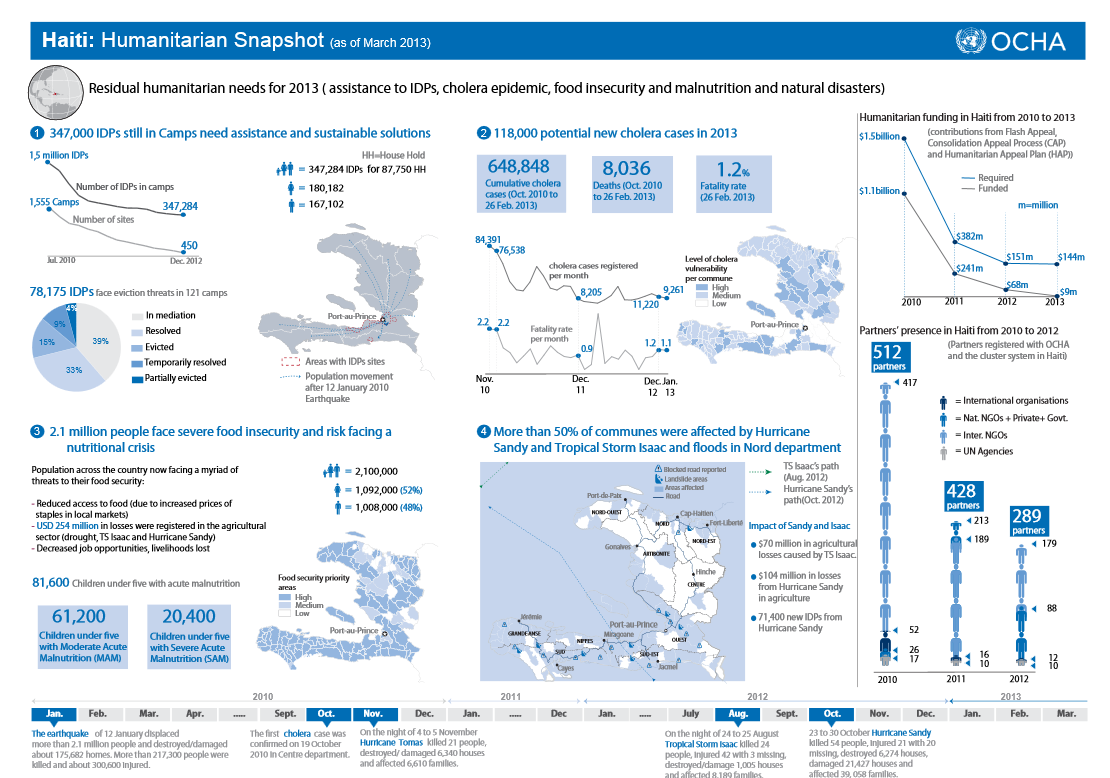 Haiti: Humanitarian Snapshot (as of March 2013)
OCHA
Residual humanitarian needs for 2013 ( assistance to IDPs, cholera epidemic, food insecurity and malnutrition and natural disasters)
1 347,000 IDPs still in Camps need assistance and sustainable solutions
1,5 million IDPs
Number of IDPs in camps
347,284
1,555 Camps
Number of sites
450
Jul. 2010
Dec. 2012
HH=House Hold
= 347,284 IDPs for 87,750 HH
= 180,182
= 167,102
78,175 IDPs face eviction threats in 121 camps
4%
9%
15%
39%
33%
In mediation
Resolved
Evicted
Temporarily resolved
Partially evicted
Port-au-Prince
Areas with IDPs sites
Population movement
after 12 January 2010
Earthquake
2 118,000 potential new cholera cases in 2013
648,848
Cumulative cholera
cases (Oct. 2010 to
26 Feb. 2013)
8,036
Deaths (Oct. 2010
to 26 Feb. 2013)
1.2%
Fatality rate
(26 Feb. 2013)
84,391
76,538
cholera cases registered
per month
8,205
11,220
9,261
2.2
2.2
Fatality rate
per month
0.9
1.2
1.1
Nov.
10
Dec.
11
Dec.
12
Jan.
13
Level of cholera
vulnerability
per commune
High
Medium
Low
Port-au-Prince
Humanitarian funding in Haiti from 2010 to 2013
(contributions from Flash Appeal,
Consolidation Appeal Process (CAP)
and Humanitarian Appeal Plan (HAP))
$1.5billion
Required
Funded
$1.1billion
m=million
$382m
$241m
$151m
$144m
$68m
$9m
2010
2011
2012
2013
Partners' presence in Haiti from 2010 to 2012
(Partners registered with OCHA
and the cluster system in Haiti)
512
partners
417
= International organisations
= Nat. NGOs + Private+ Govt.
= Inter. NGOs
= UN Agencies
428
partners
213
189
289
partners
179
88
52
26
17
16
10
12
10
2010
2011
2012
3 2.1 million people face severe food insecurity and risk facing a
nutritional crisis
Population across the country now facing a myriad of
threats to their food security:
- Reduced access to food (due to increased prices of
staples in local markets)
- USD 254 million in losses were registered in the agricultural
sector (drought, TS Isaac and Hurricane Sandy)
- Decreased job opportunities, livelihoods lost
= 2,100,000
= 1,092,000 (52%)
= 1,008,000 (48%)
81,600 Children under five with acute malnutrition
61,200
Children under five
with Moderate Acute
Malnutrition (MAM)
20,400
Children under five
with Severe Acute
Malnutrition (SAM)
Food security priority
areas
High
Medium
Low
Port-au-Prince
4 More than 50% of communes were affected by Hurricane
Sandy and Tropical Storm Isaac and floods in Nord department
Blocked road reported
Landslide areas
Areas affected
Road
Port-de-Paix
NORD-OUEST
Cap-Haitien
NORD
Fort-Liberté
NORD-EST
Gonaives
ARTIBONITE
Hinche
CENTRE
Port-au-Prince
Jérémie
GRANDE-ANSE
NIPPES
Miragoane
OUEST
SUD
SUD-EST
Cayes
Jacmel
TS Isaac's path
(Aug. 2012)
Hurricane Sandy's
path(Oct. 2012)
Impact of Sandy and Isaac
$70 million in agricultural
losses caused by TS Isaac.
$104 million in losses
from Hurricane Sandy
in agriculture
71,400 new IDPs from
Hurricane Sandy
2010
2011
2012
2013
Jan.
Feb.
Mar.
Apr.
.....
Sept.
Oct.
Nov.
Dec.
Jan.
.....
Dec
Jan.
.....
July
Aug.
Sept.
Oct.
Nov.
Dec.
Jan.
Feb.
Mar.
The earthquake of 12 January displaced
more than 2.1 million people and destroyed/damaged
about 175,682 homes. More than 217,300 people were
killed and about 300,600 injured.
The first cholera case was
confirmed on 19 October
2010 in Centre department.
On the night of 4 to 5 November
Hurricane Tomas killed 21 people,
destroyed/ damaged 6,340 houses
and affected 6,610 families.
On the night of 24 to 25 August
Tropical Storm Isaac killed 24
people, injured 42 with 3 missing,
destroyed/damage 1,005 houses
and affected 8,189 families.
23 to 30 October Hurricane Sandy
killed 54 people, injured 21 with 20
missing, destroyed 6,274 houses,
damaged 21,427 houses and
affected 39, 058 families.